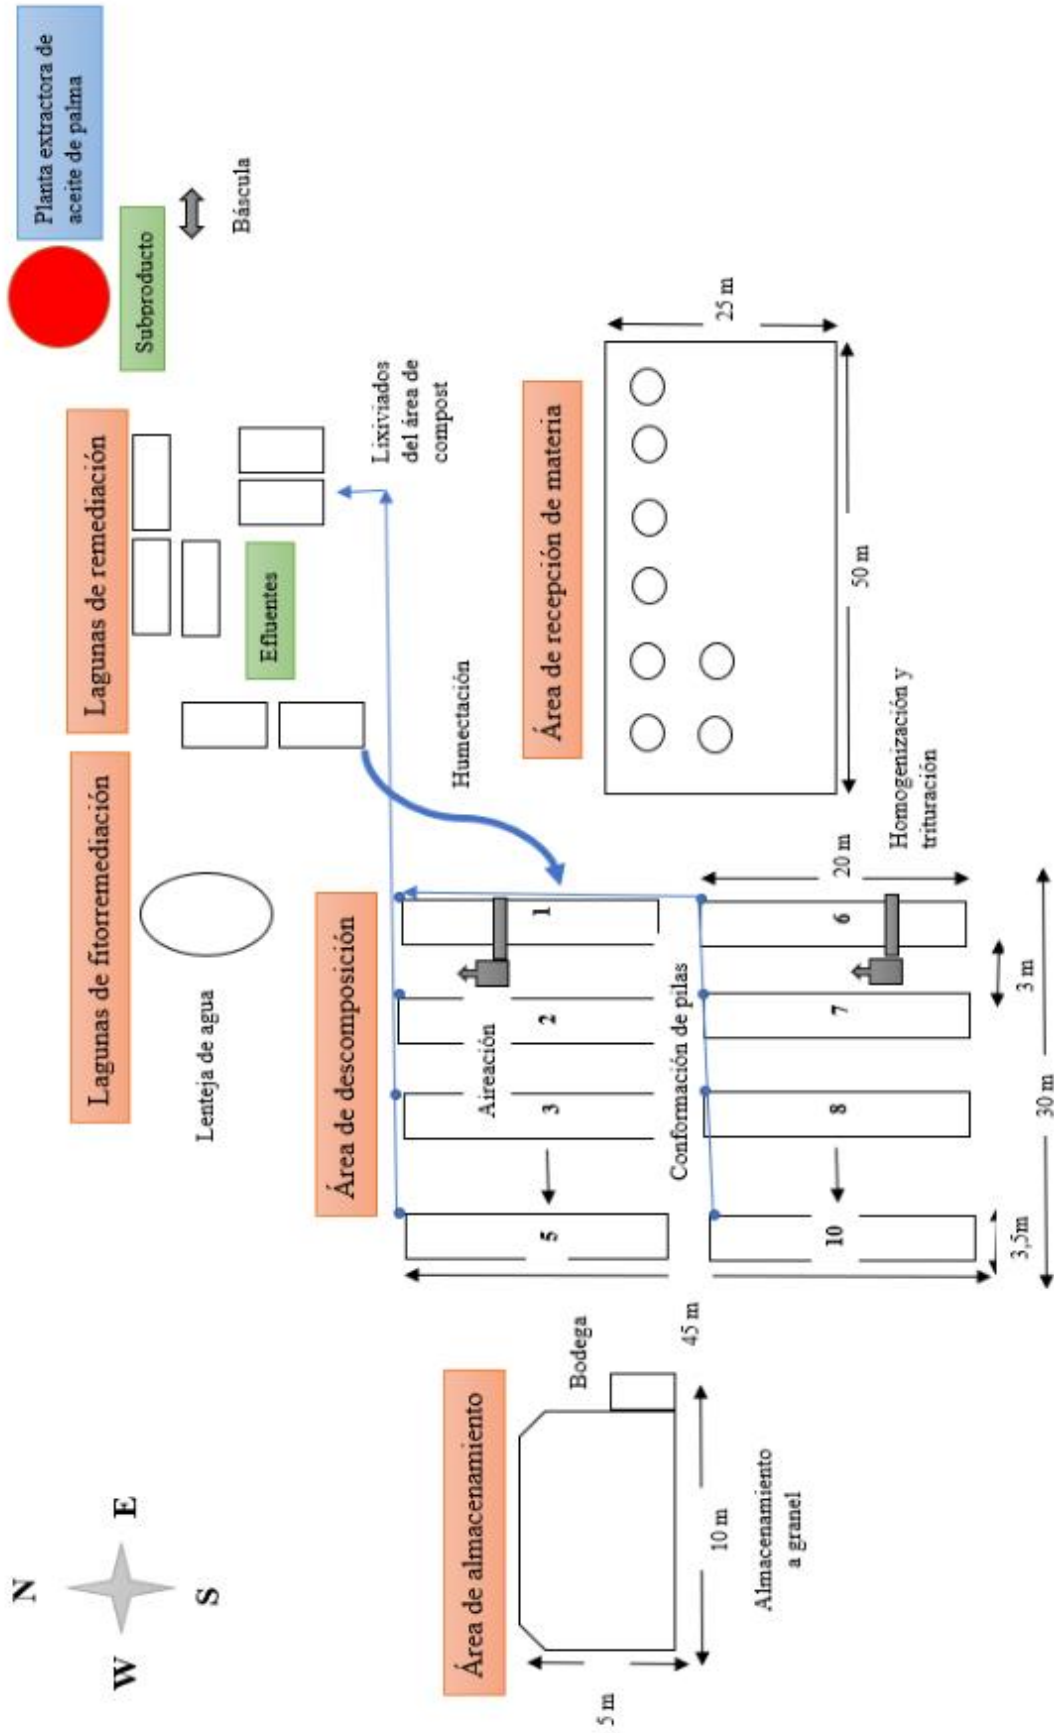 N
W
E
S
Planta extractora de
aceite de palma
Subproducto
Báscula
Lagunas de fitorremediación
Lagunas de remediación
Lenteja de agua
Efluentes
Lixiviados
del área de
compost
Humectación
Área de descomposición
Área de recepción de materia
25 m
50 m
5
3
2
1
Aireación
Conformación de pilas
10
8
7
6
20 m
Homogenización y
trituración
3 m
3,5m
30 m
45 m
Área de almacenamiento
Bodega
5 m
10 m
Almacenamiento
a granel